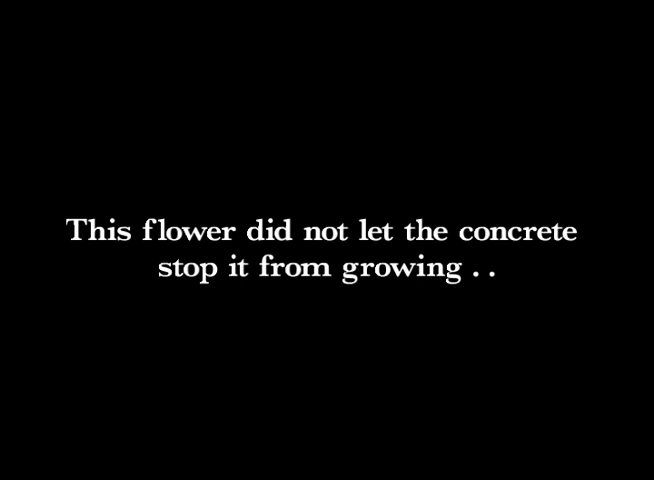 This flower did not let the concrete
stop it from growing . .